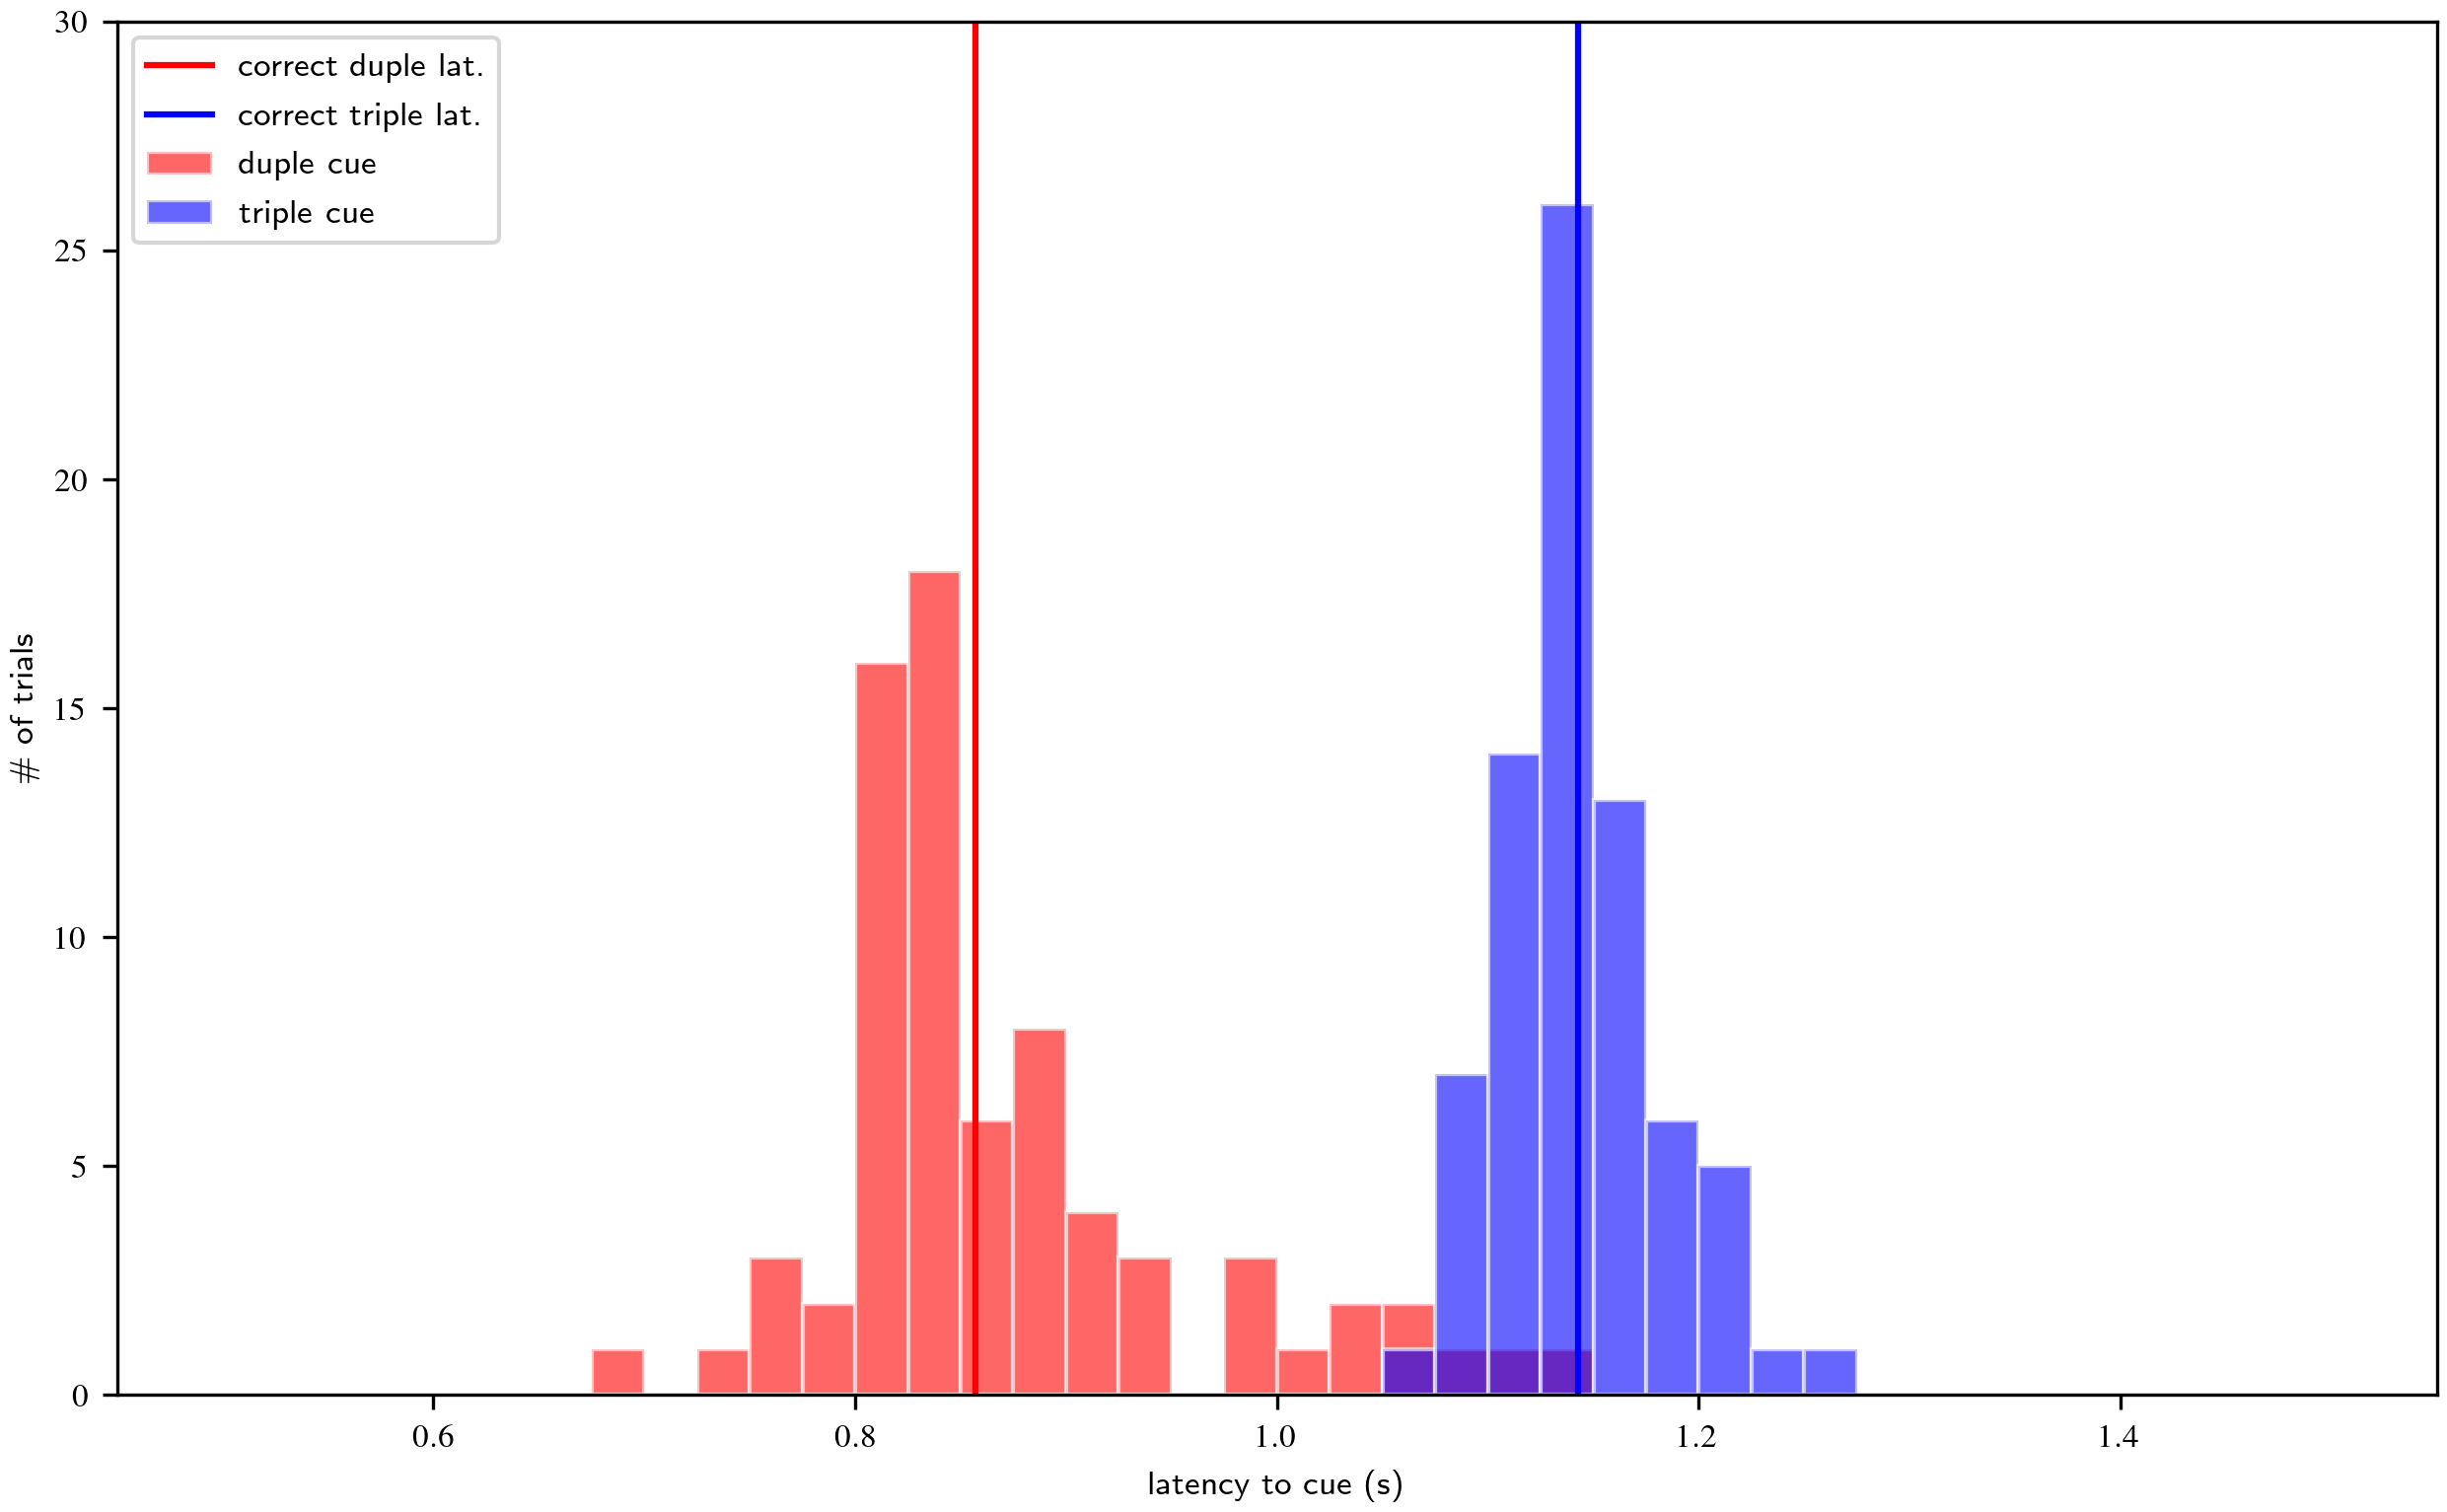 30
25
20
15
10
5
0
# of trials
correct duple lat.
correct triple lat.
duple cue
triple cue
0.6 0.8 1.0 1.2 1.4
latency to cue (s)